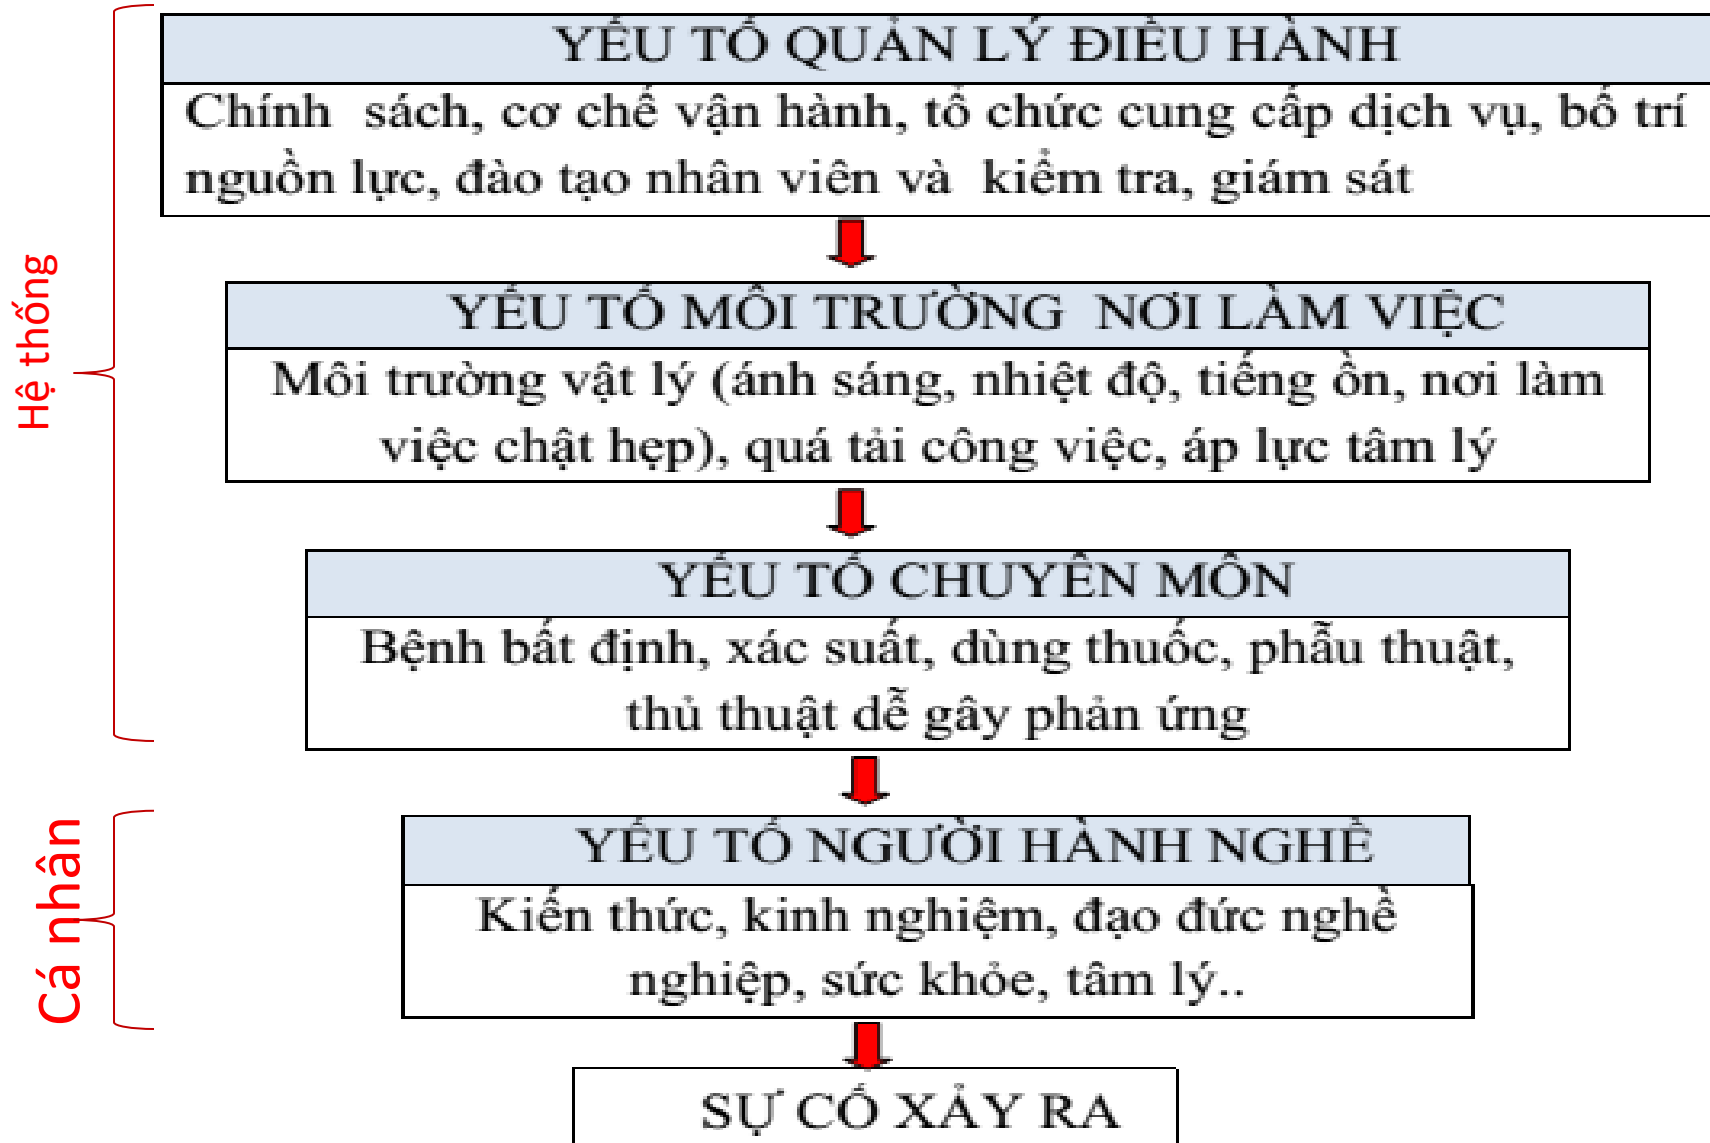 YẾU TỐ QUẢN LÝ ĐIỀU HÀNH
Chính sách, cơ chế vận hành, tổ chức cung cấp dịch vụ, bố trí
nguồn lực, đào tạo nhân viên và kiểm tra, giám sát
Hệ thống
YẾU TỐ MÔI TRƯỜNG NƠI LÀM VIỆC
Môi trường vật lý (ánh sáng, nhiệt độ, tiếng ồn, nơi làm
việc chật hẹp), quá tải công việc, áp lực tâm lý
YẾU TỐ CHUYÊN MÔN
Bệnh bất định, xác suất, dùng thuốc, phẫu thuật,
thủ thuật dễ gây phản ứng
Cá nhân
YẾU TỐ NGƯỜI HÀNH NGHỀ
Kiến thức, kinh nghiệm, đạo đức nghề
nghiệp, sức khỏe, tâm lý..
SỰ CỐ XẢY RA